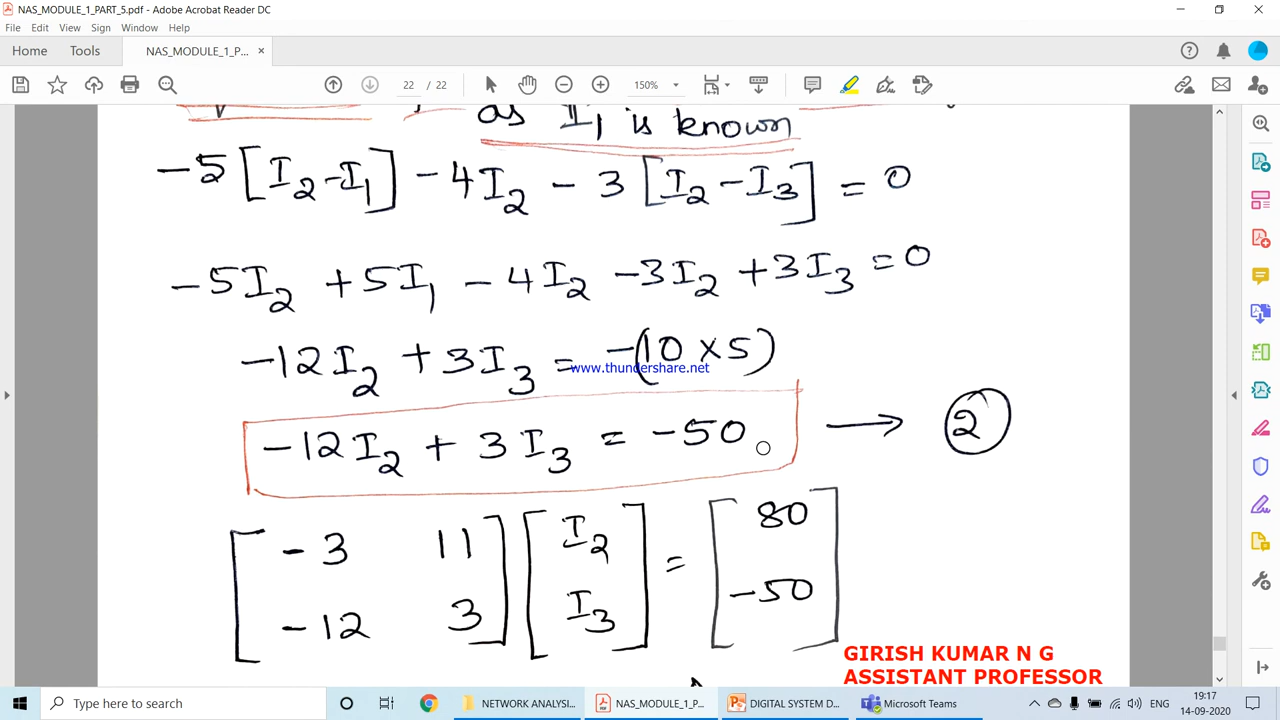 NAS_MODULE_1_PART_5.pdf - Adobe Acrobat Reader DC
File Edit View Sign Window Help
Home Tools NAS_MODULE_1_P... ×
22 / 22 150%
as I₁ is known
-5[I₂-I₁] -4I₂ - 3[I₂-I₃] = 0
-5I₂ +5I₁ - 4I₂ -3I₂ +3I₃ =0
-12I₂ + 3I₃ = -(10 × 5)
www.thundershare.net
-12I₂ + 3I₃ = -50. → ②
[-3 11] [I₂] = [80]
[-12 3] [I₃] [-50]
GIRISH KUMAR N G
ASSISTANT PROFESSOR
Type here to search NETWORK ANALYSI... NAS_MODULE_1_P... DIGITAL SYSTEM D... Microsoft Teams 19:17
14-09-2020